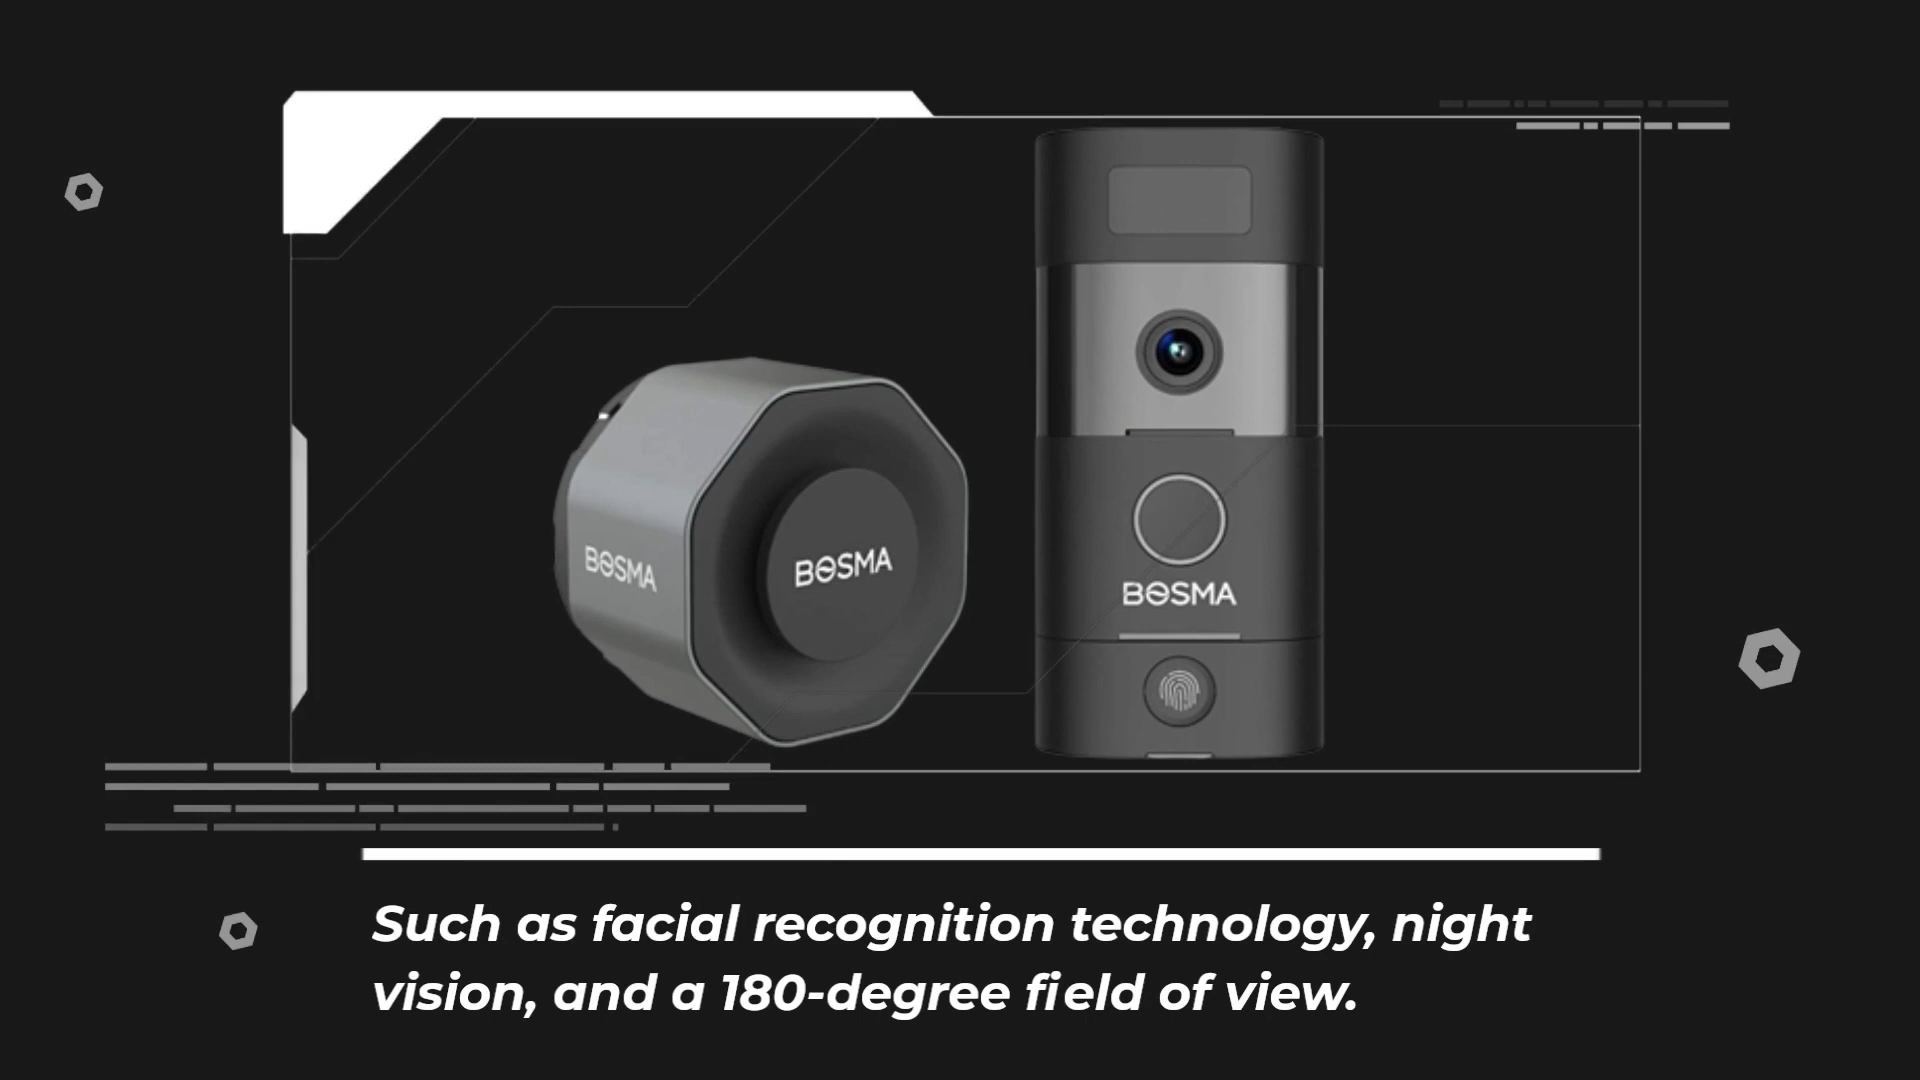 BOSMA
BOSMA
BOSMA
Such as facial recognition technology, night
vision, and a 180-degree field of view.